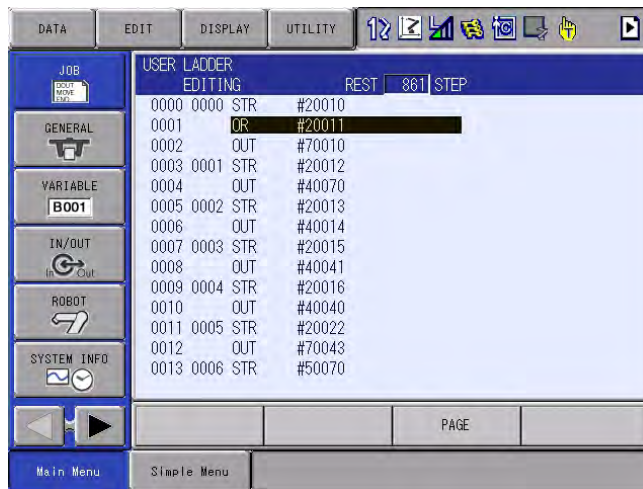 DATA EDIT DISPLAY UTILITY
JOB
DOUT
MOVE
END
GENERAL
VARIABLE
B001
IN/OUT
In Out
ROBOT
SYSTEM INFO
USER LADDER
EDITING REST 861 STEP
0000 0000 STR #20010
0001 OR #20011
0002 OUT #70010
0003 0001 STR #20012
0004 OUT #40070
0005 0002 STR #20013
0006 OUT #40014
0007 0003 STR #20015
0008 OUT #40041
0009 0004 STR #20016
0010 OUT #40040
0011 0005 STR #20022
0012 OUT #70043
0013 0006 STR #50070
PAGE
Main Menu Simple Menu